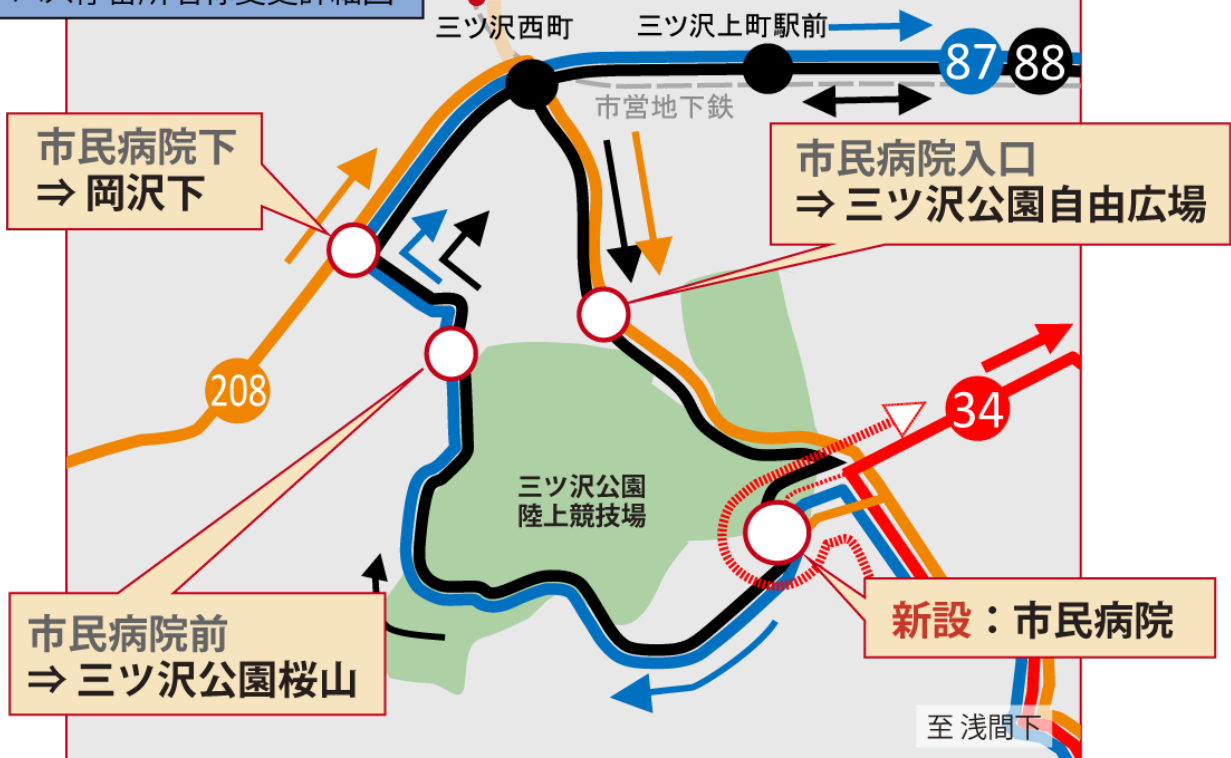 三ツ沢西町
三ツ沢上町駅前
87
88
市営地下鉄
市民病院下
⇒ 岡沢下
市民病院入口
⇒ 三ツ沢公園自由広場
208
34
三ツ沢公園
陸上競技場
新設：市民病院
市民病院前
⇒ 三ツ沢公園桜山
至 浅間下